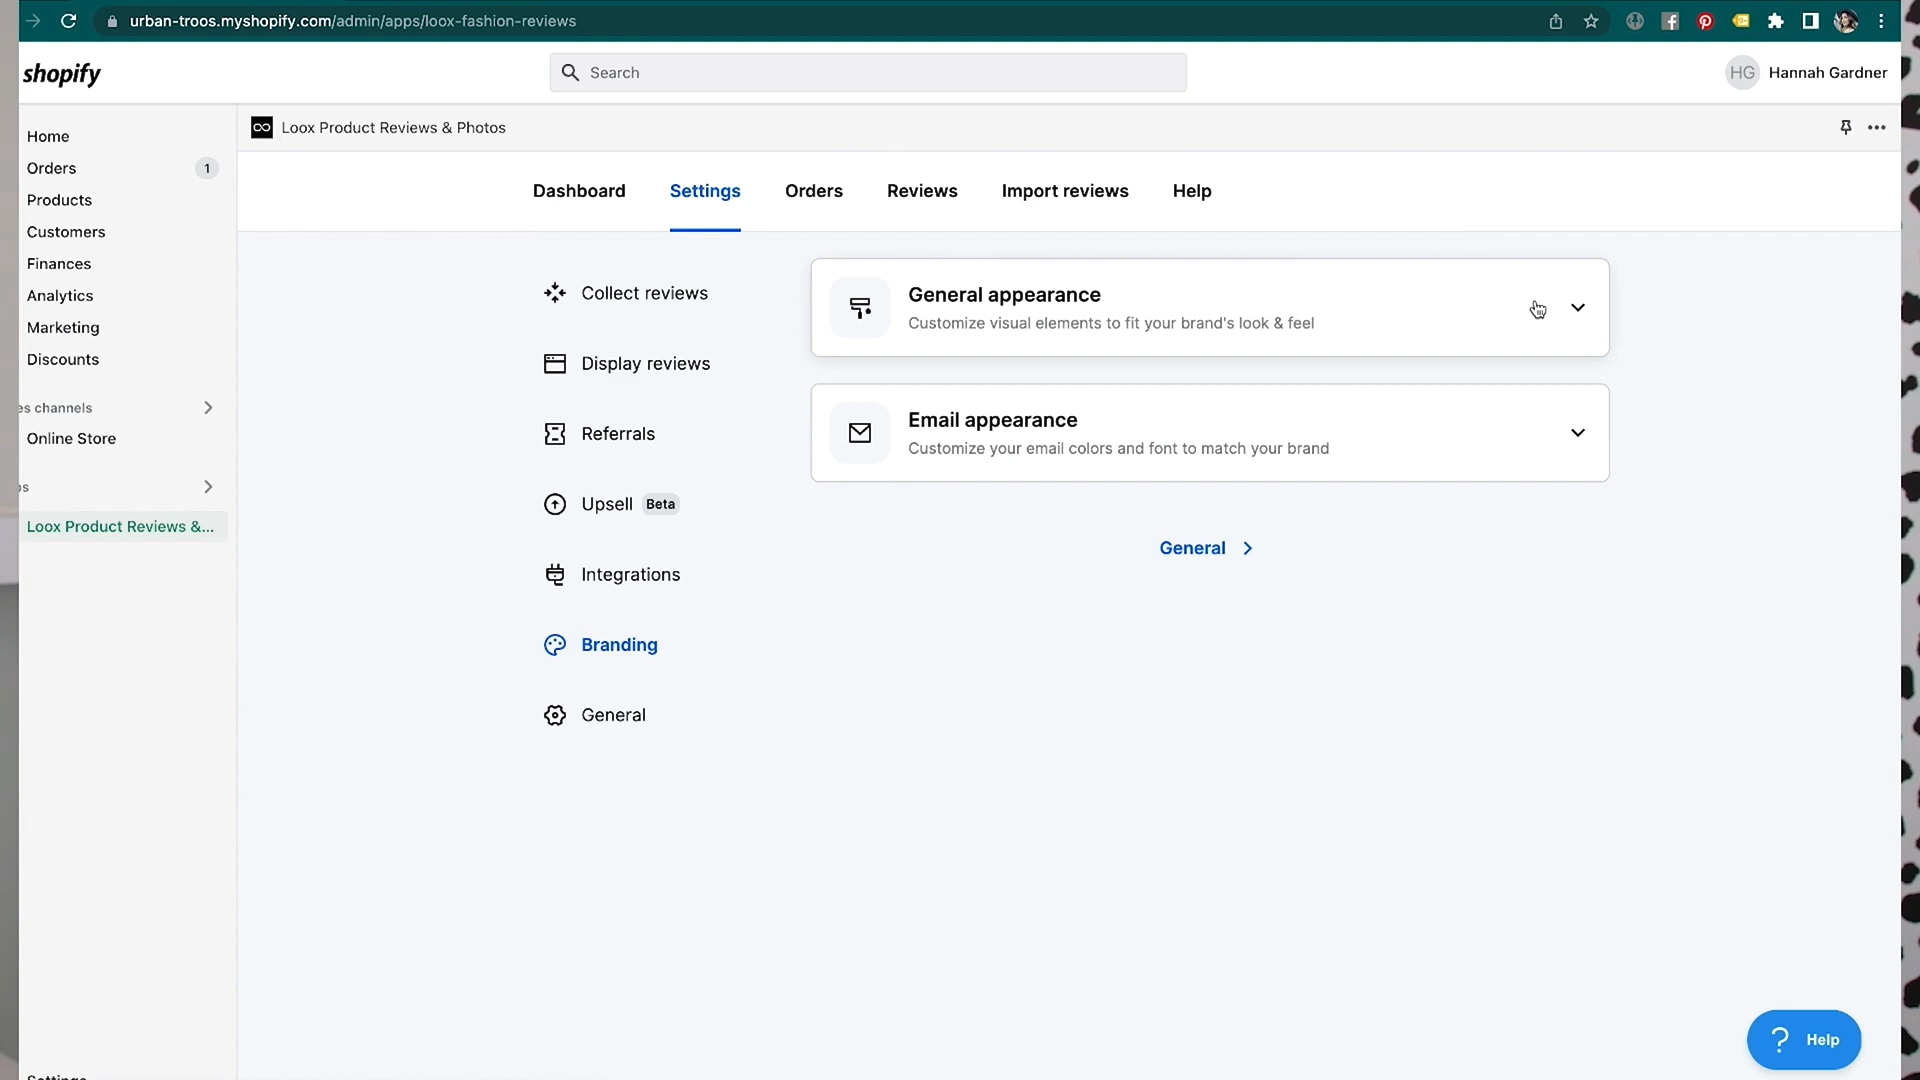 urban-troos.myshopify.com/admin/apps/loox-fashion-reviews
shopify
Search
HG Hannah Gardner
Home
Orders 1
Products
Customers
Finances
Analytics
Marketing
Discounts
es channels
Online Store
ps
Loox Product Reviews &...
Settings
Loox Product Reviews & Photos
Dashboard Settings Orders Reviews Import reviews Help
Collect reviews
Display reviews
Referrals
Upsell Beta
Integrations
Branding
General
General appearance
Customize visual elements to fit your brand's look & feel
Email appearance
Customize your email colors and font to match your brand
General
? Help